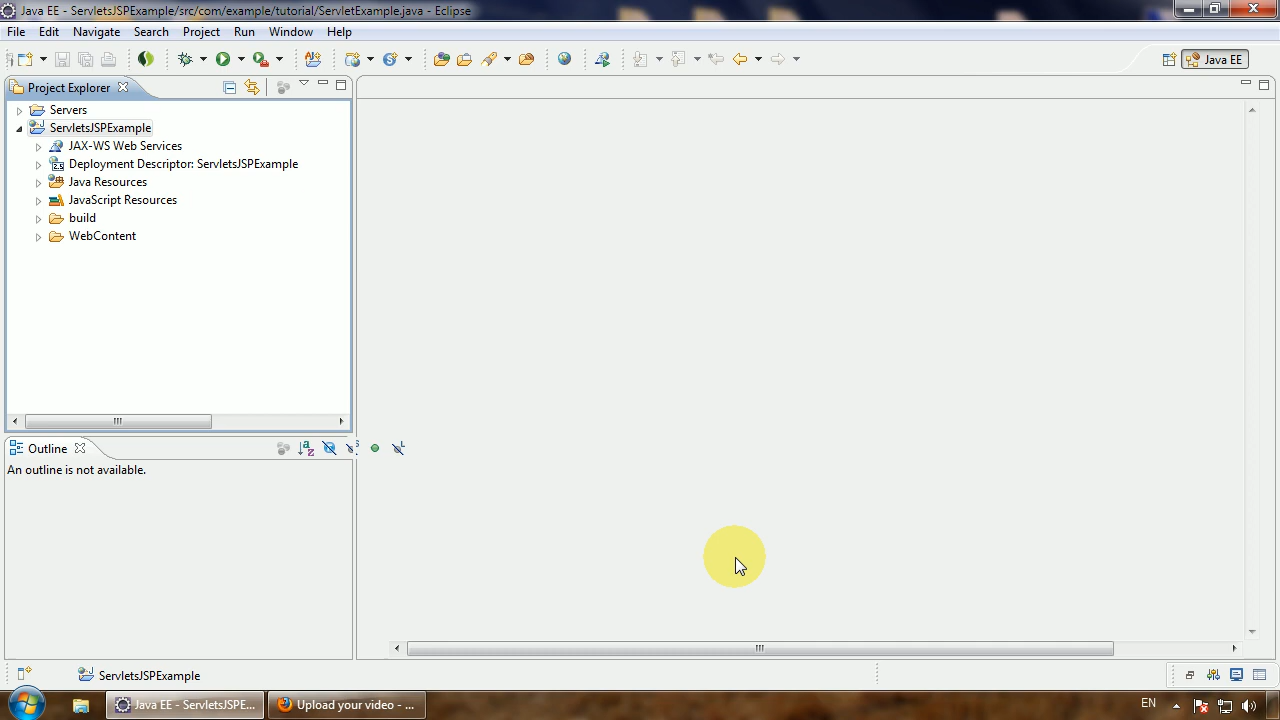 Java EE - ServletsJSPExample/src/com/example/tutorial/ServletExample.java - Eclipse
File Edit Navigate Search Project Run Window Help
Java EE
Project Explorer
Servers
ServletsJSPExample
JAX-WS Web Services
Deployment Descriptor: ServletsJSPExample
Java Resources
JavaScript Resources
build
WebContent
Outline
An outline is not available.
ServletsJSPExample
Java EE - ServletsJSPE...
Upload your video - ...
EN